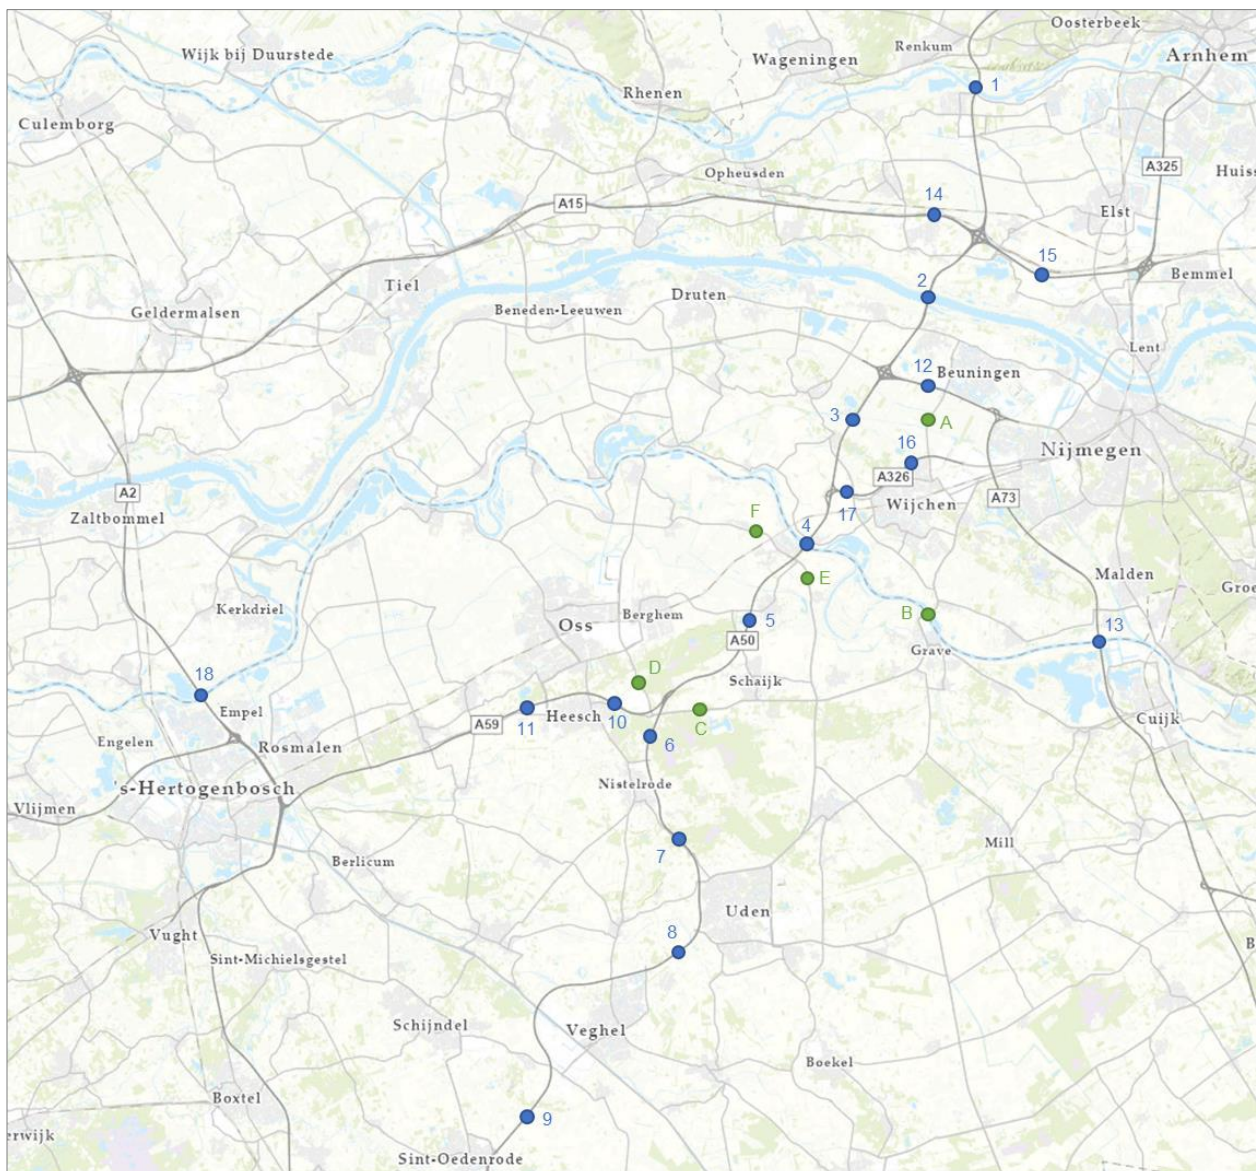 Oosterbeek
Wijk bij Duurstede
Renkum
Arnhem
Wageningen
1
Rhenen
Culemborg
A325
Opheusden
Huiss
A15
14
Elst
15
Bemmel
Tiel
2
Druten
Geldermalsen
Beneden-Leeuwen
Lent
12
Beuningen
3
A
16
Nijmegen
A326
A2
A73
Wijchen
17
Zaltbommel
F
4
E
Malden
Groe
Kerkdriel
Berghem
B
Oss
5
13
A50
Grave
18
D
Schaijk
Empel
A59
11
Heesch
10
C
Cuijk
Engelen
Rosmalen
6
's-Hertogenbosch
Nistelrode
Vlijmen
Mill
7
Berlicum
Uden
Vught
8
B
Sint-Michielsgestel
Schijndel
Veghel
Boekel
Boxtel
9
erwijk
Sint-Oedenrode